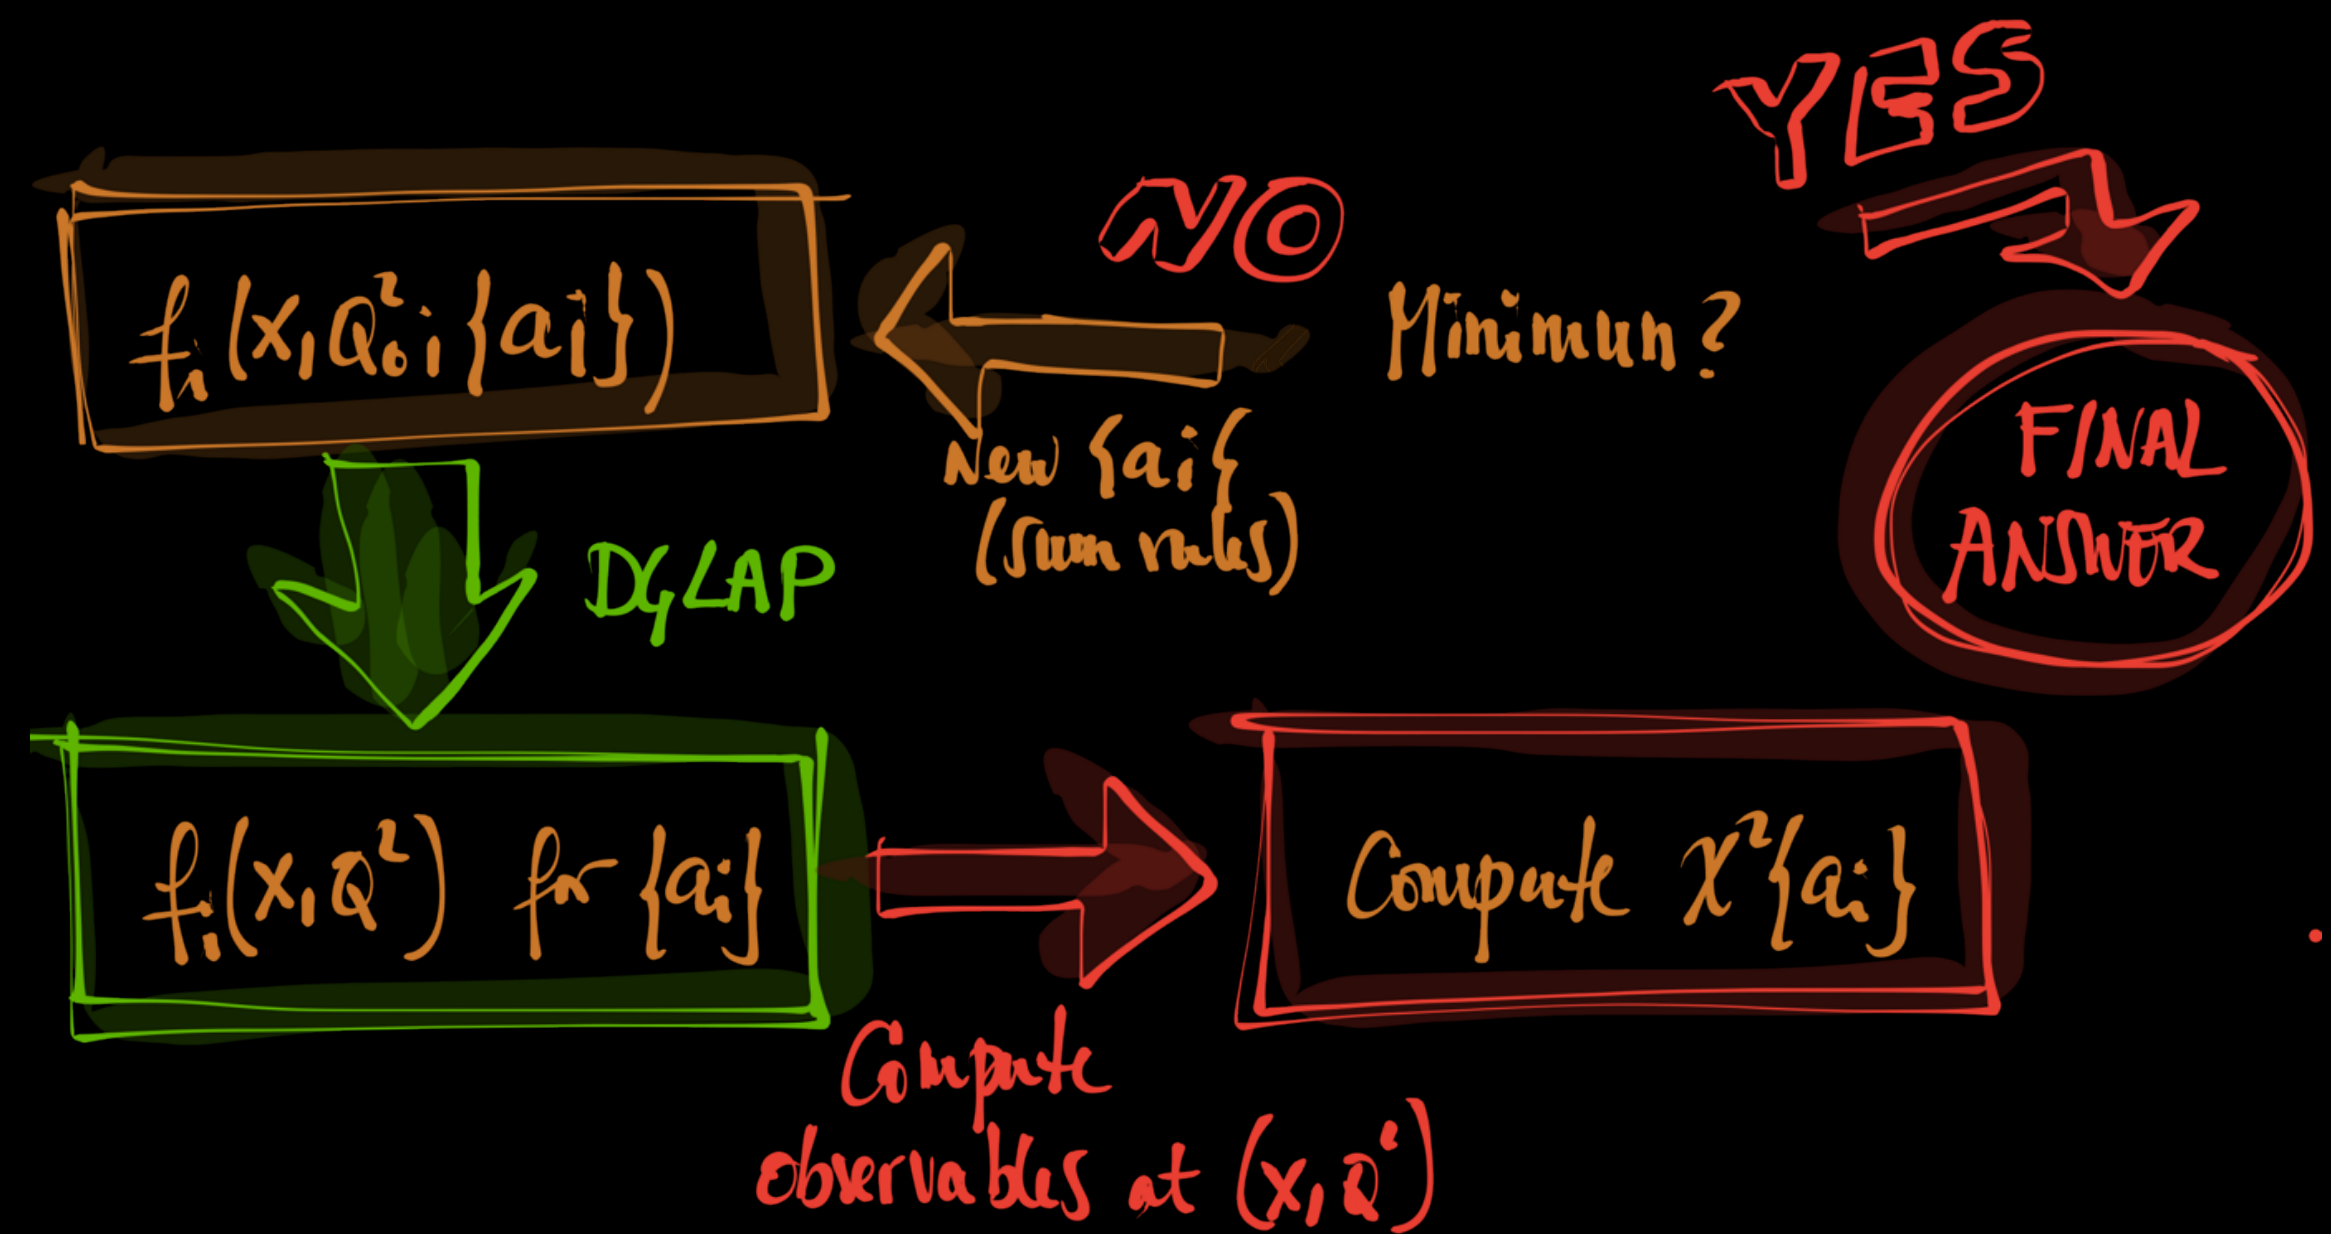 YES
NO
f_i(x, Q_0^2; {a_i})
Minimun?
New {a_i{
(Sum rules)
FINAL
ANSWER
DGLAP
f_i(x, Q^2) for {a_i}
Compute χ^2{a_i}
Compute
observables at (x, Q^2)